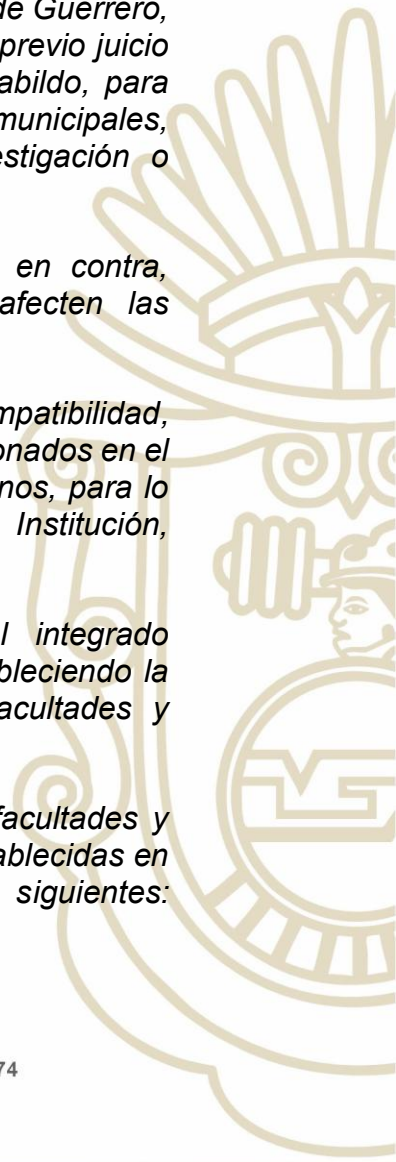 de Guerrero,
previo juicio
abildo, para
municipales,
estigación o
en contra,
afecten las
mpatibilidad,
onados en el
nos, para lo
Institución,
l integrado
bleciendo la
acultades y
facultades y
ablecidas en
siguientes:
74